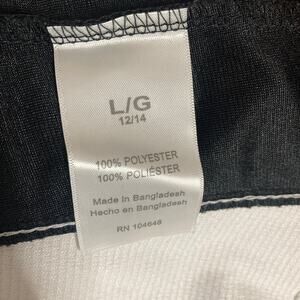 L/G
12/14
100% POLYESTER
100% POLIÉSTER
Made in Bangladesh
Hecho en Bangladesh
RN 104648